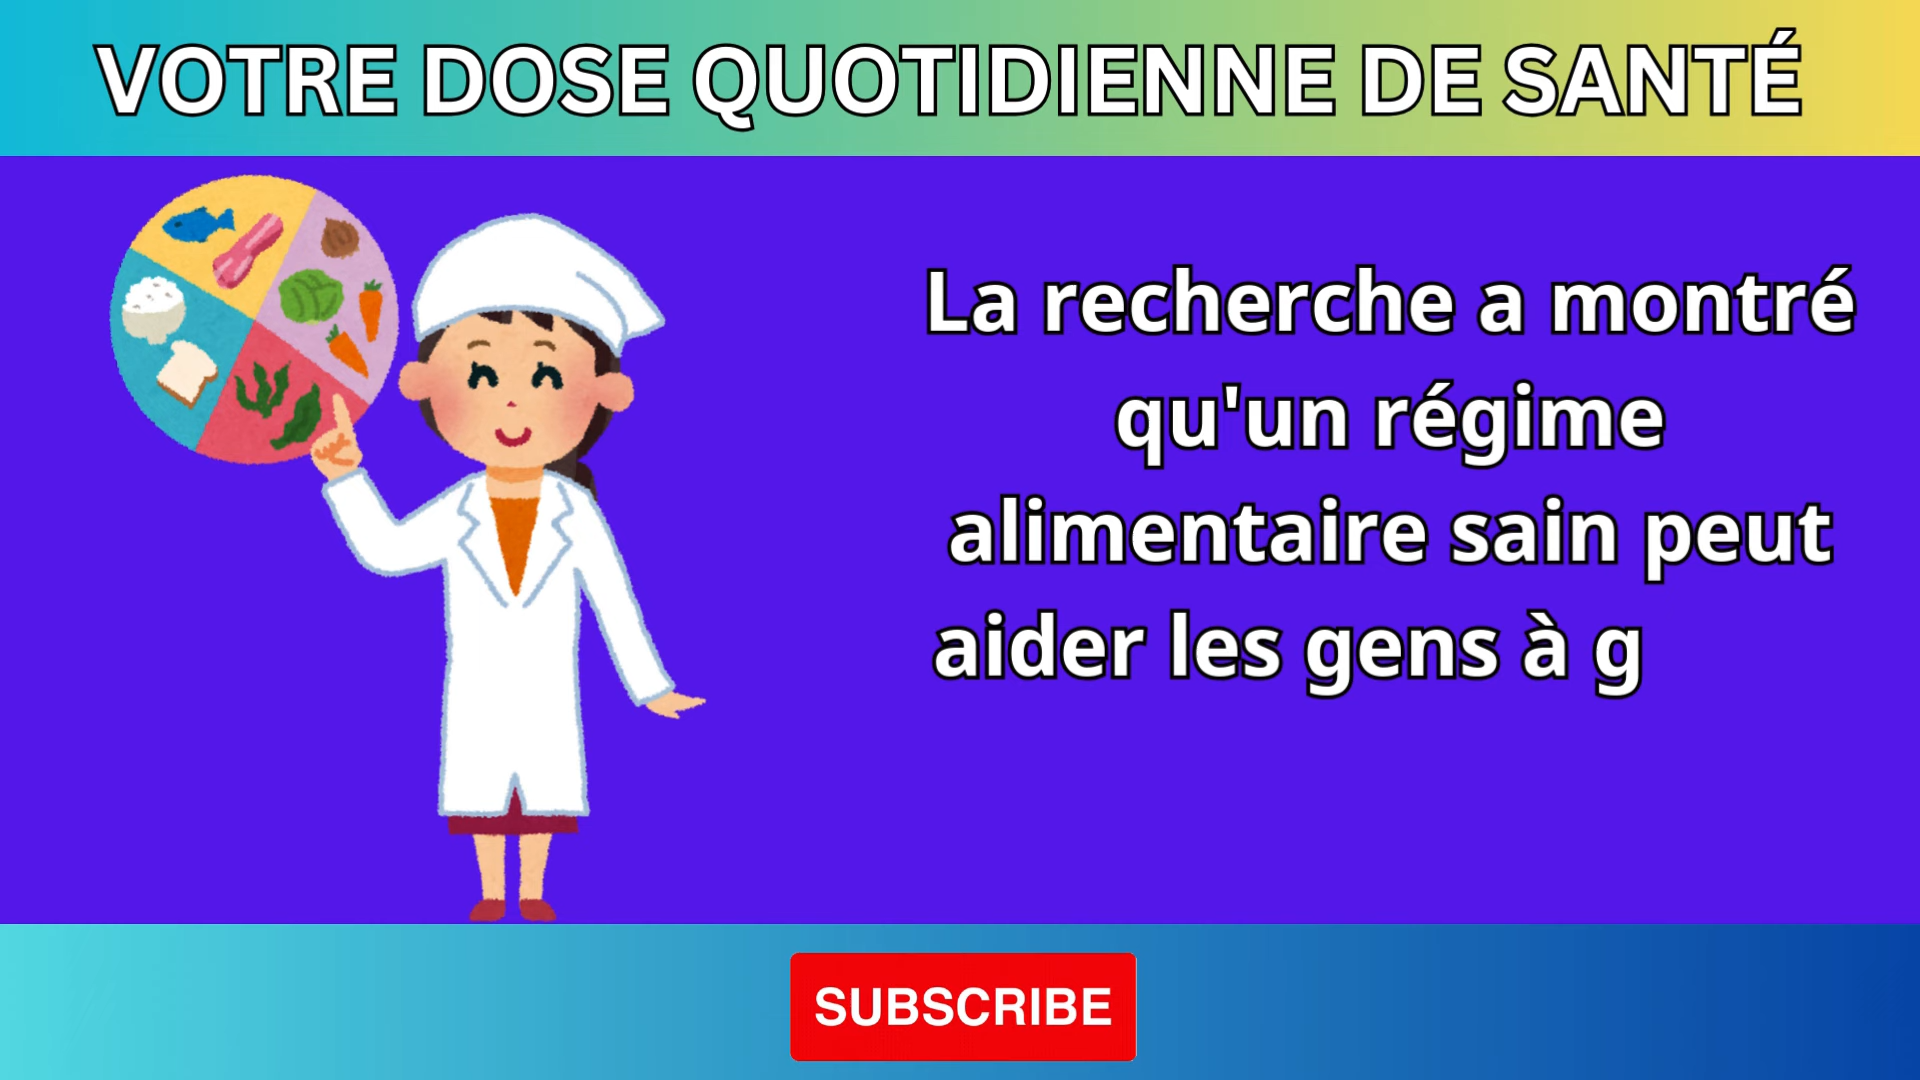 VOTRE DOSE QUOTIDIENNE DE SANTÉ
La recherche a montré
qu'un régime
alimentaire sain peut
aider les gens à g
SUBSCRIBE